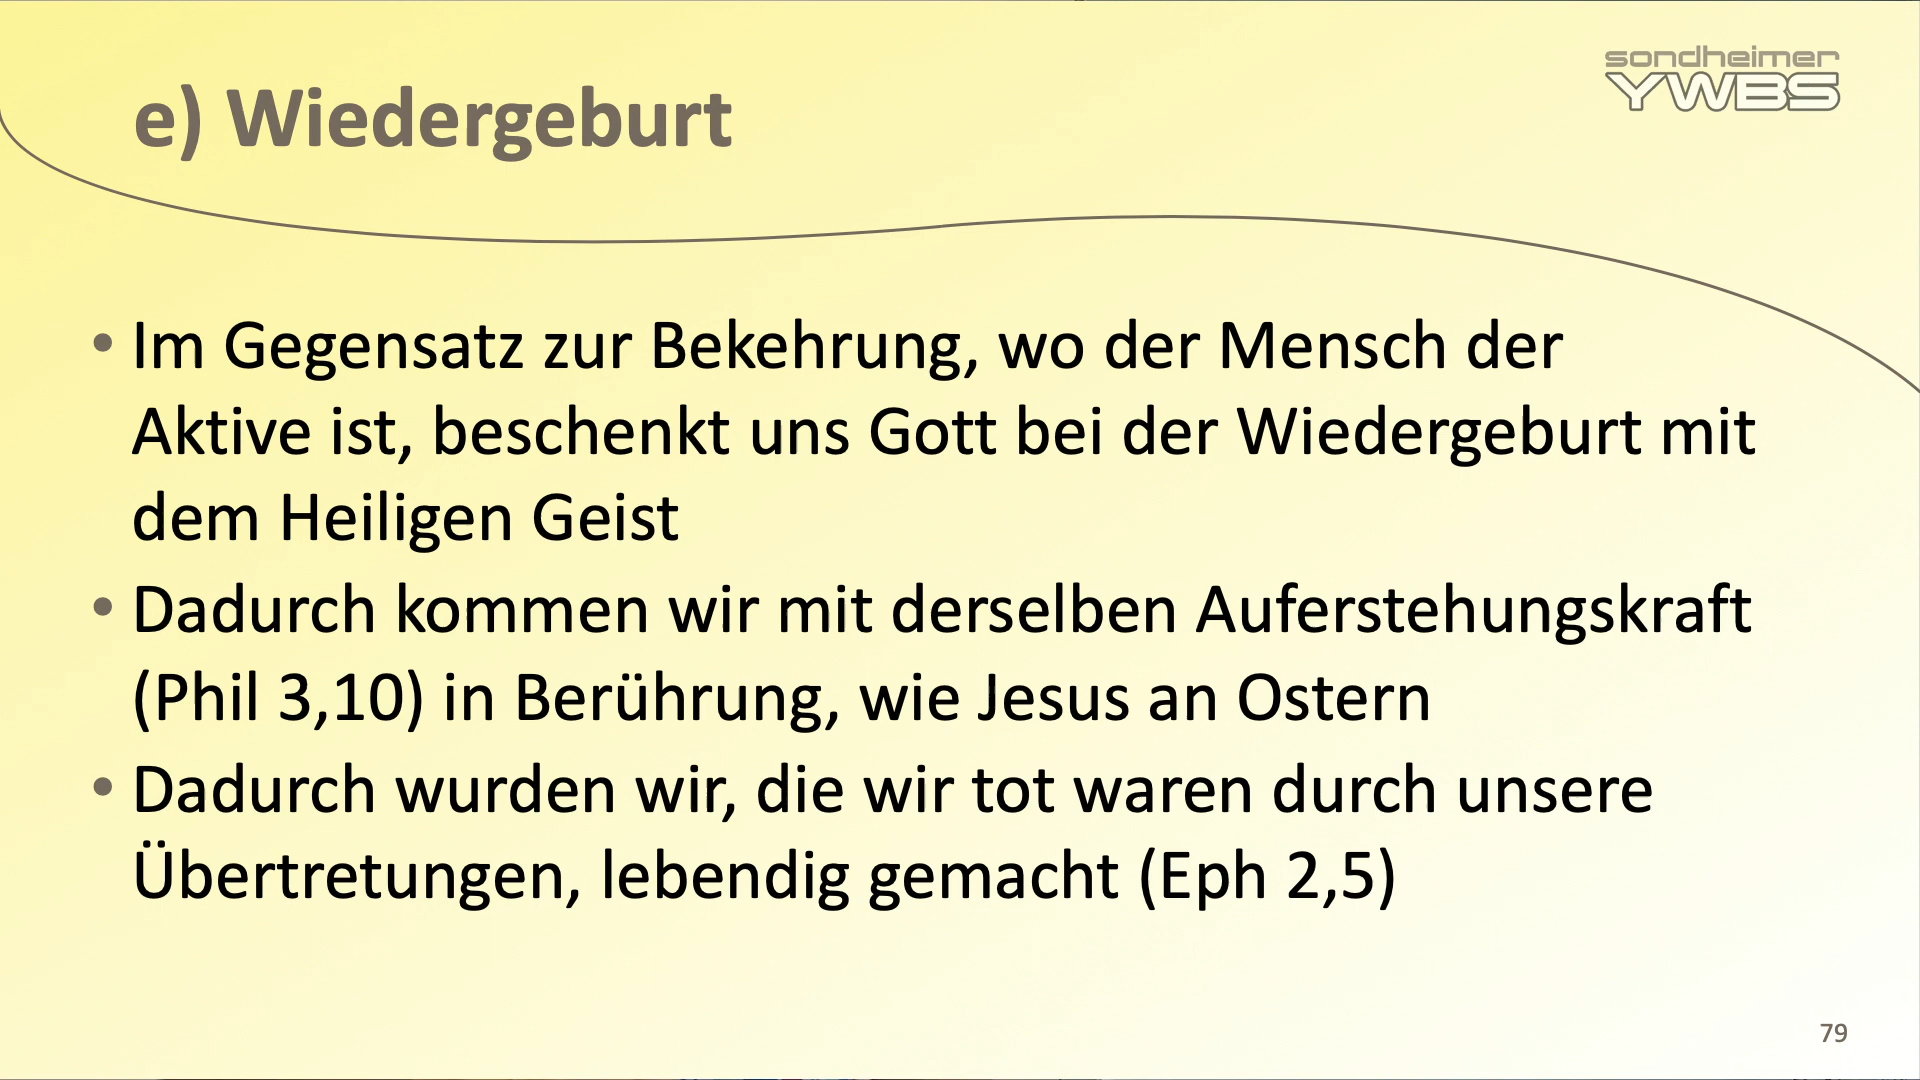 e) Wiedergeburt
sondheimer
YWBS
• Im Gegensatz zur Bekehrung, wo der Mensch der
Aktive ist, beschenkt uns Gott bei der Wiedergeburt mit
dem Heiligen Geist
• Dadurch kommen wir mit derselben Auferstehungskraft
(Phil 3,10) in Berührung, wie Jesus an Ostern
• Dadurch wurden wir, die wir tot waren durch unsere
Übertretungen, lebendig gemacht (Eph 2,5)
79